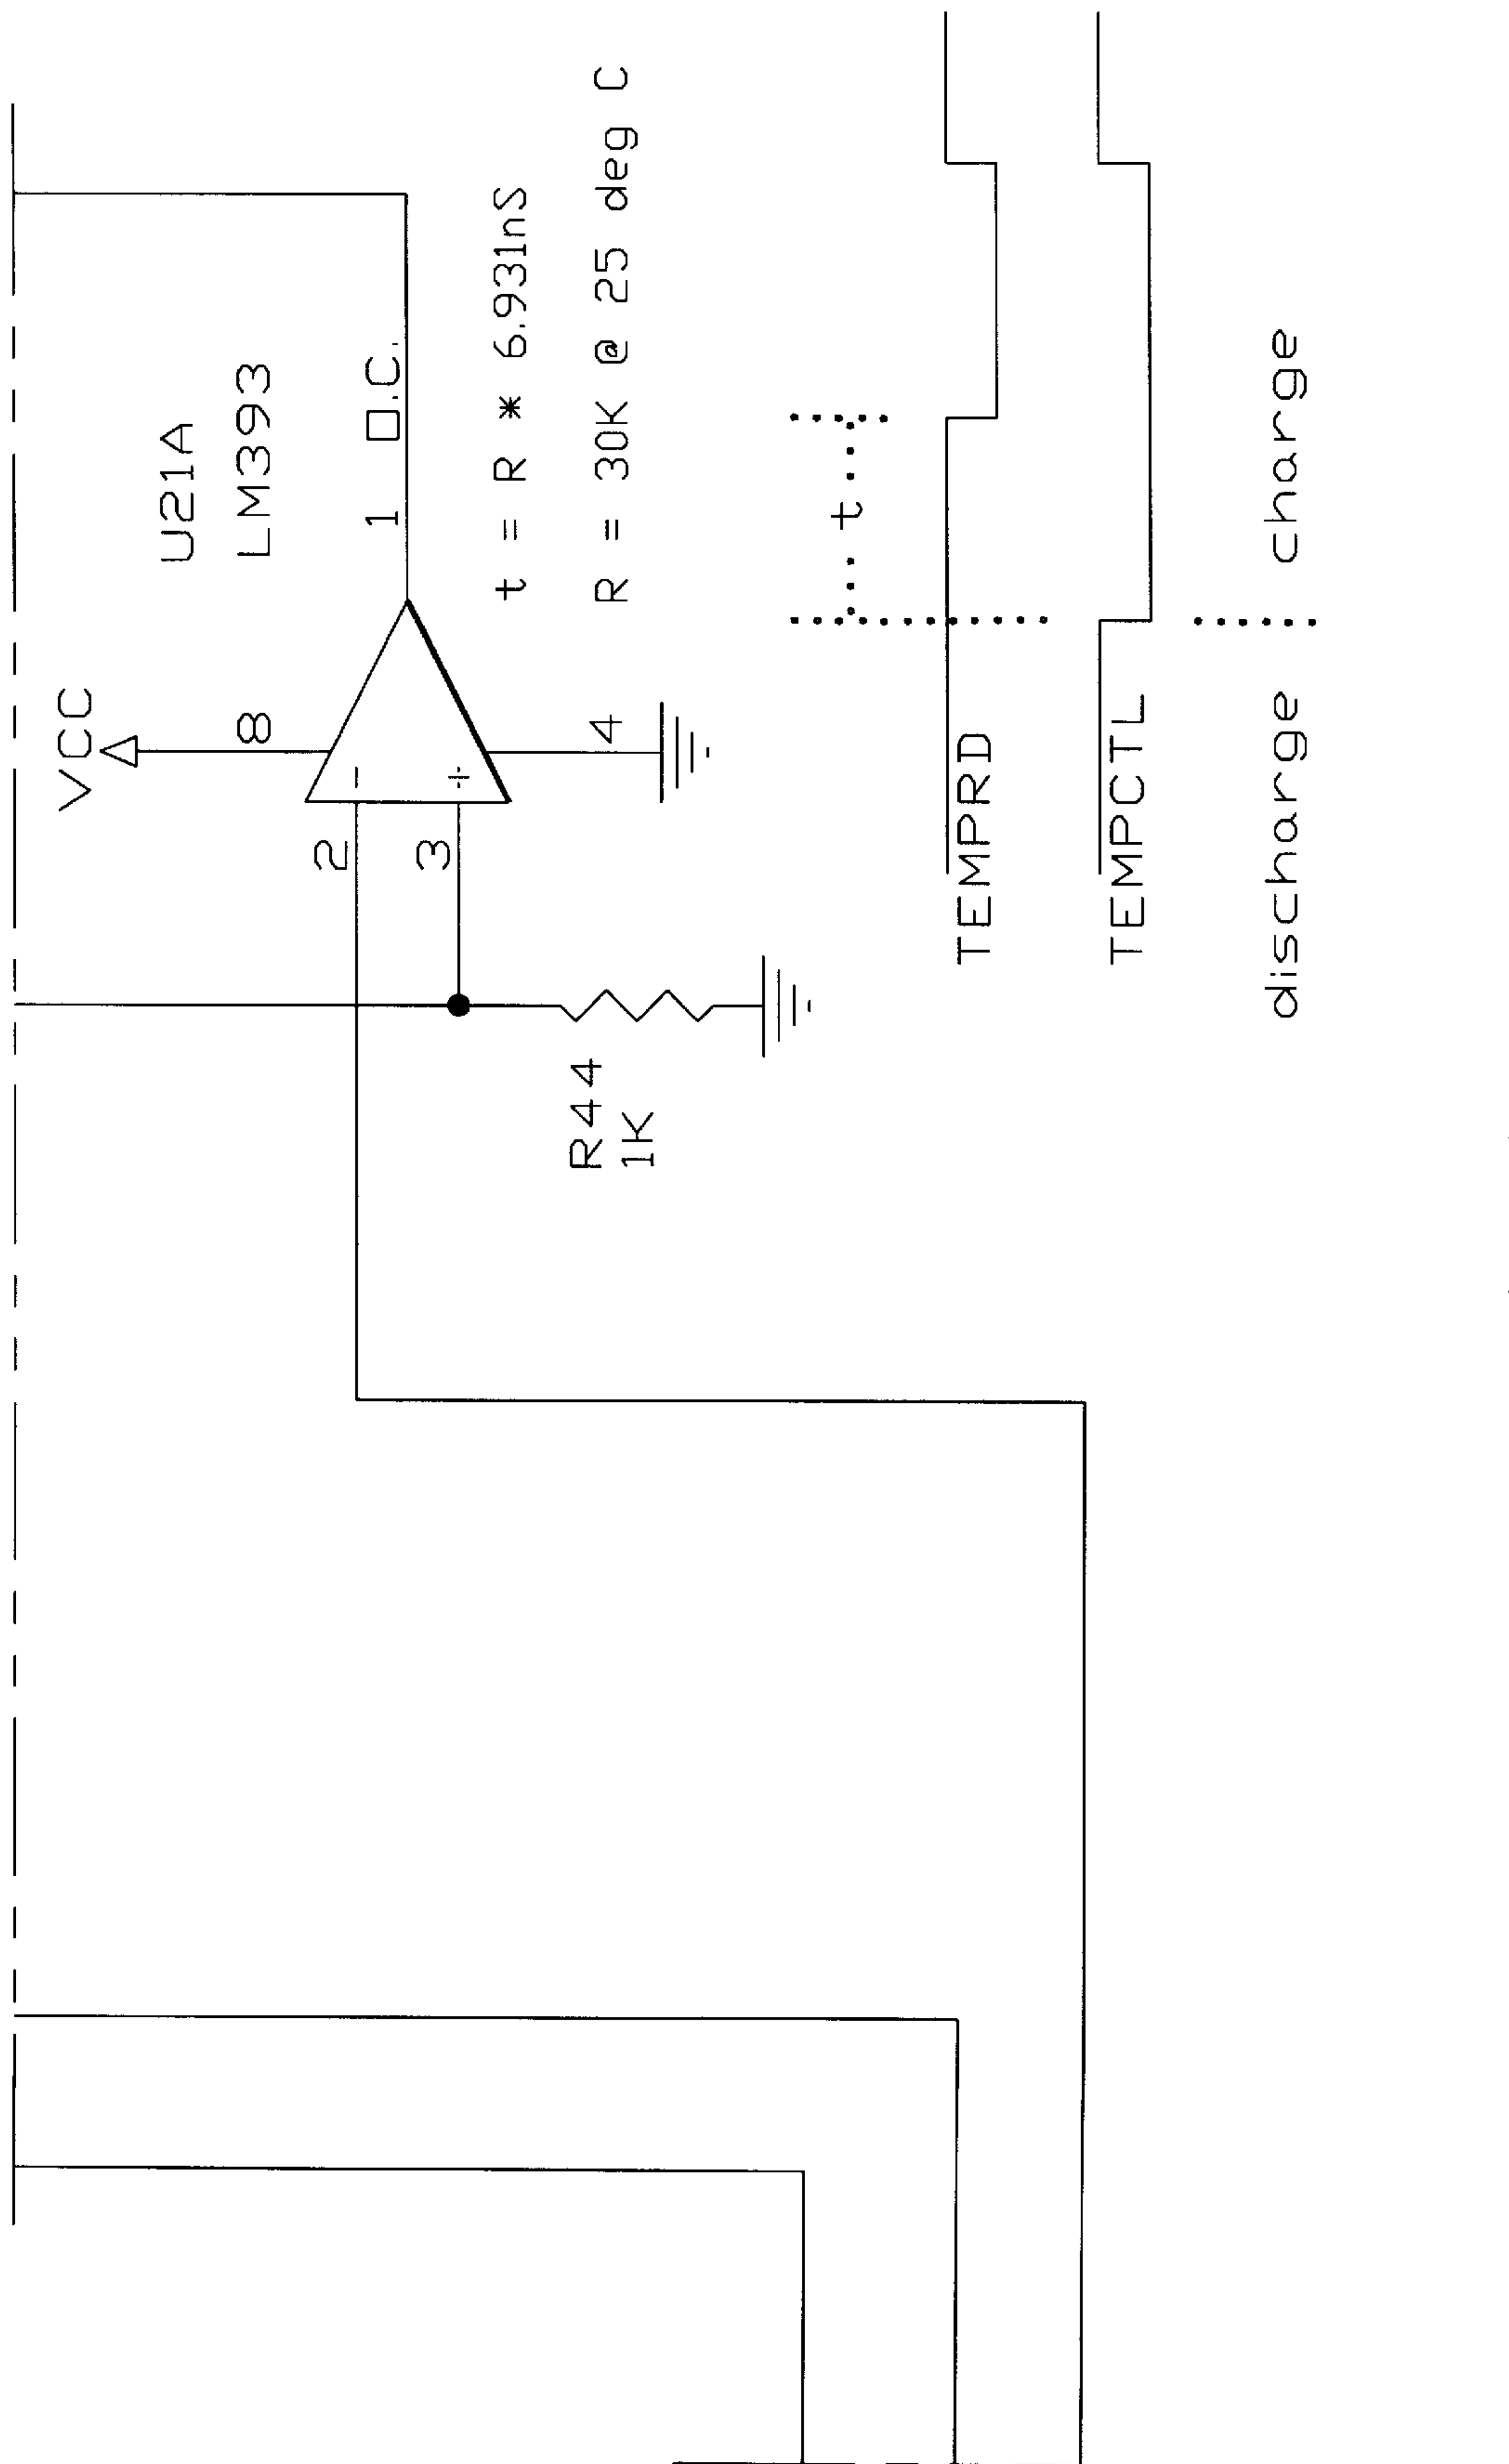 VCC
U21A
LM393
8
2
1 O.C.
3
4
t = R * 6.931nS
R = 30K @ 25 deg C
R44
1K
t
TEMPRD
TEMPCTL
discharge charge